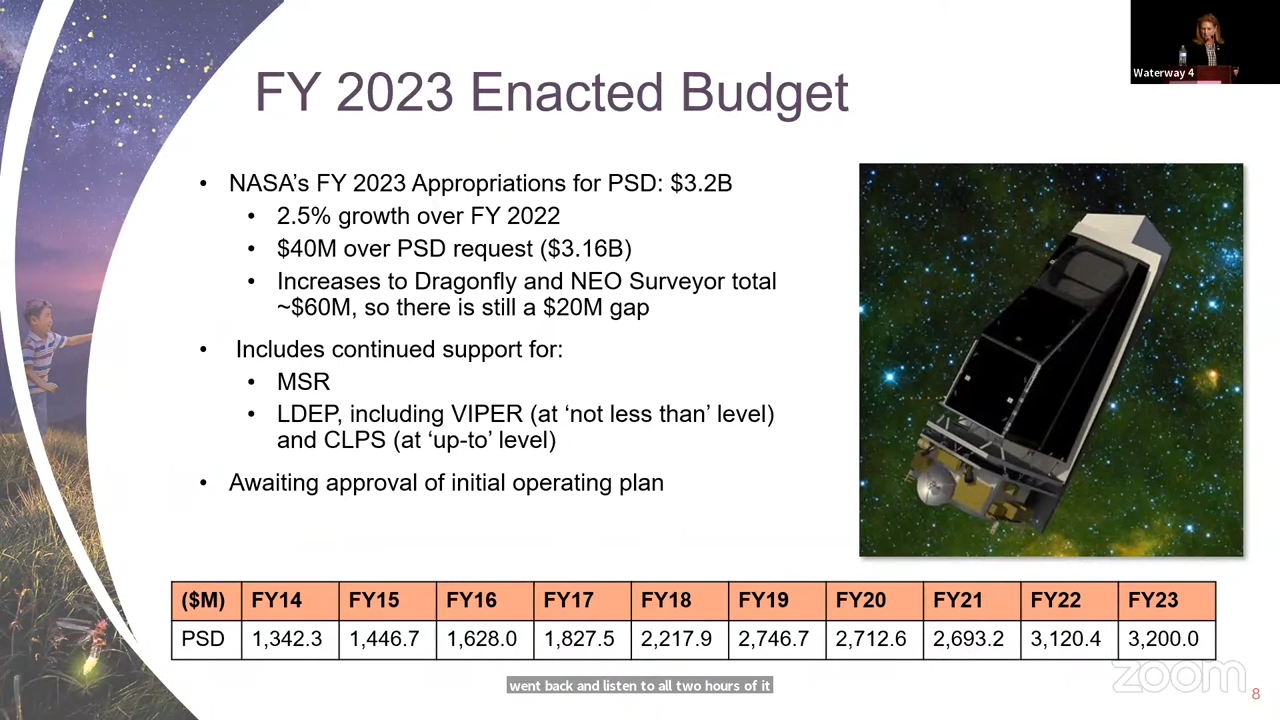 Waterway 4
FY 2023 Enacted Budget
• NASA's FY 2023 Appropriations for PSD: $3.2B
• 2.5% growth over FY 2022
• $40M over PSD request ($3.16B)
• Increases to Dragonfly and NEO Surveyor total
~$60M, so there is still a $20M gap
• Includes continued support for:
• MSR
• LDEP, including VIPER (at ‘not less than’ level)
and CLPS (at ‘up-to’ level)
• Awaiting approval of initial operating plan
($M) FY14 FY15 FY16 FY17 FY18 FY19 FY20 FY21 FY22 FY23
PSD 1,342.3 1,446.7 1,628.0 1,827.5 2,217.9 2,746.7 2,712.6 2,693.2 3,120.4 3,200.0
went back and listen to all two hours of it
zoom
8